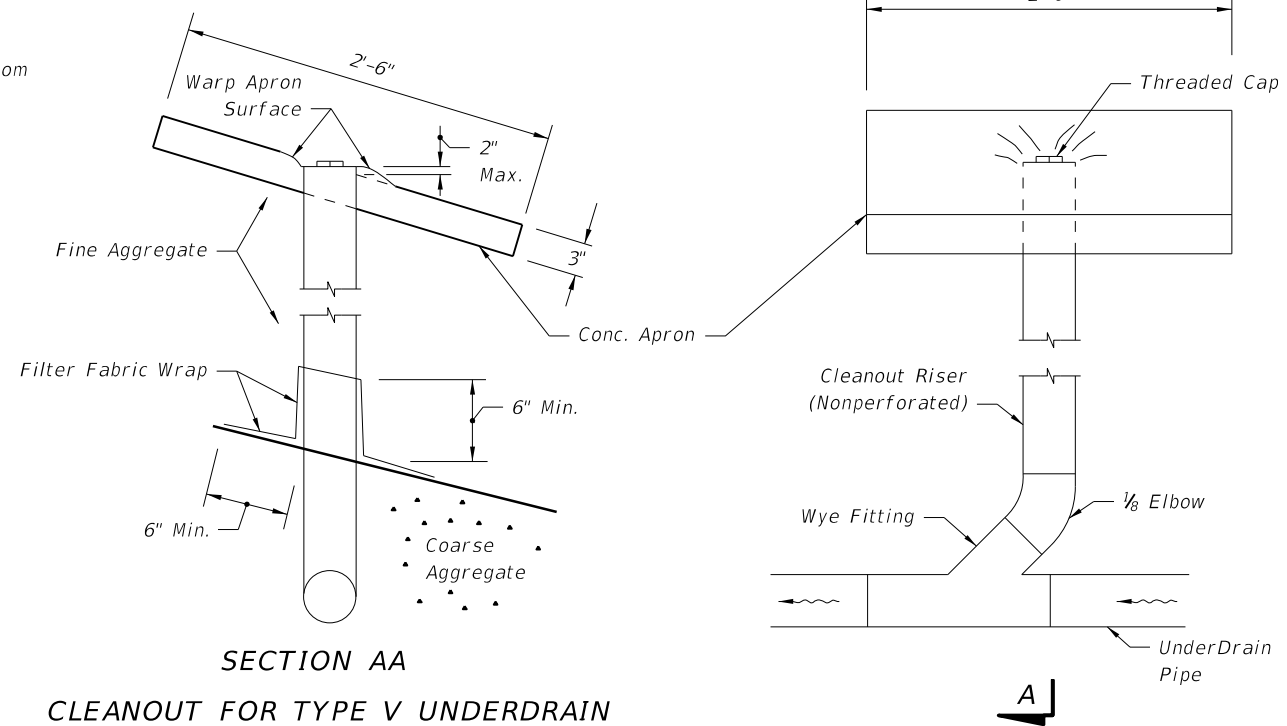 om
2'-6"
Warp Apron
Surface
2"
Max.
Threaded Cap
Fine Aggregate
3"
Conc. Apron
Filter Fabric Wrap
6" Min.
Cleanout Riser
(Nonperforated)
6" Min.
Coarse
Aggregate
Wye Fitting
⅛ Elbow
SECTION AA
UnderDrain
Pipe
CLEANOUT FOR TYPE V UNDERDRAIN
A